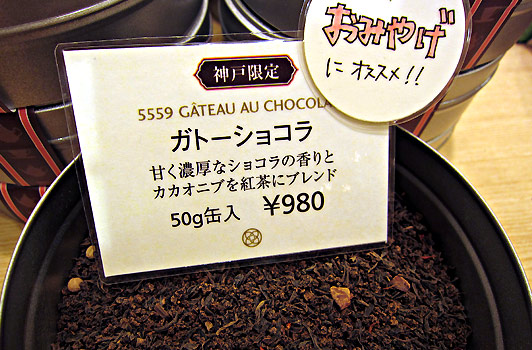 おみやげ
に オススメ!!
神戸限定
5559 GÂTEAU AU CHOCOLA
ガトーショコラ
甘く濃厚なショコラの香りと
カカオニブを紅茶にブレンド
50g缶入 ¥980